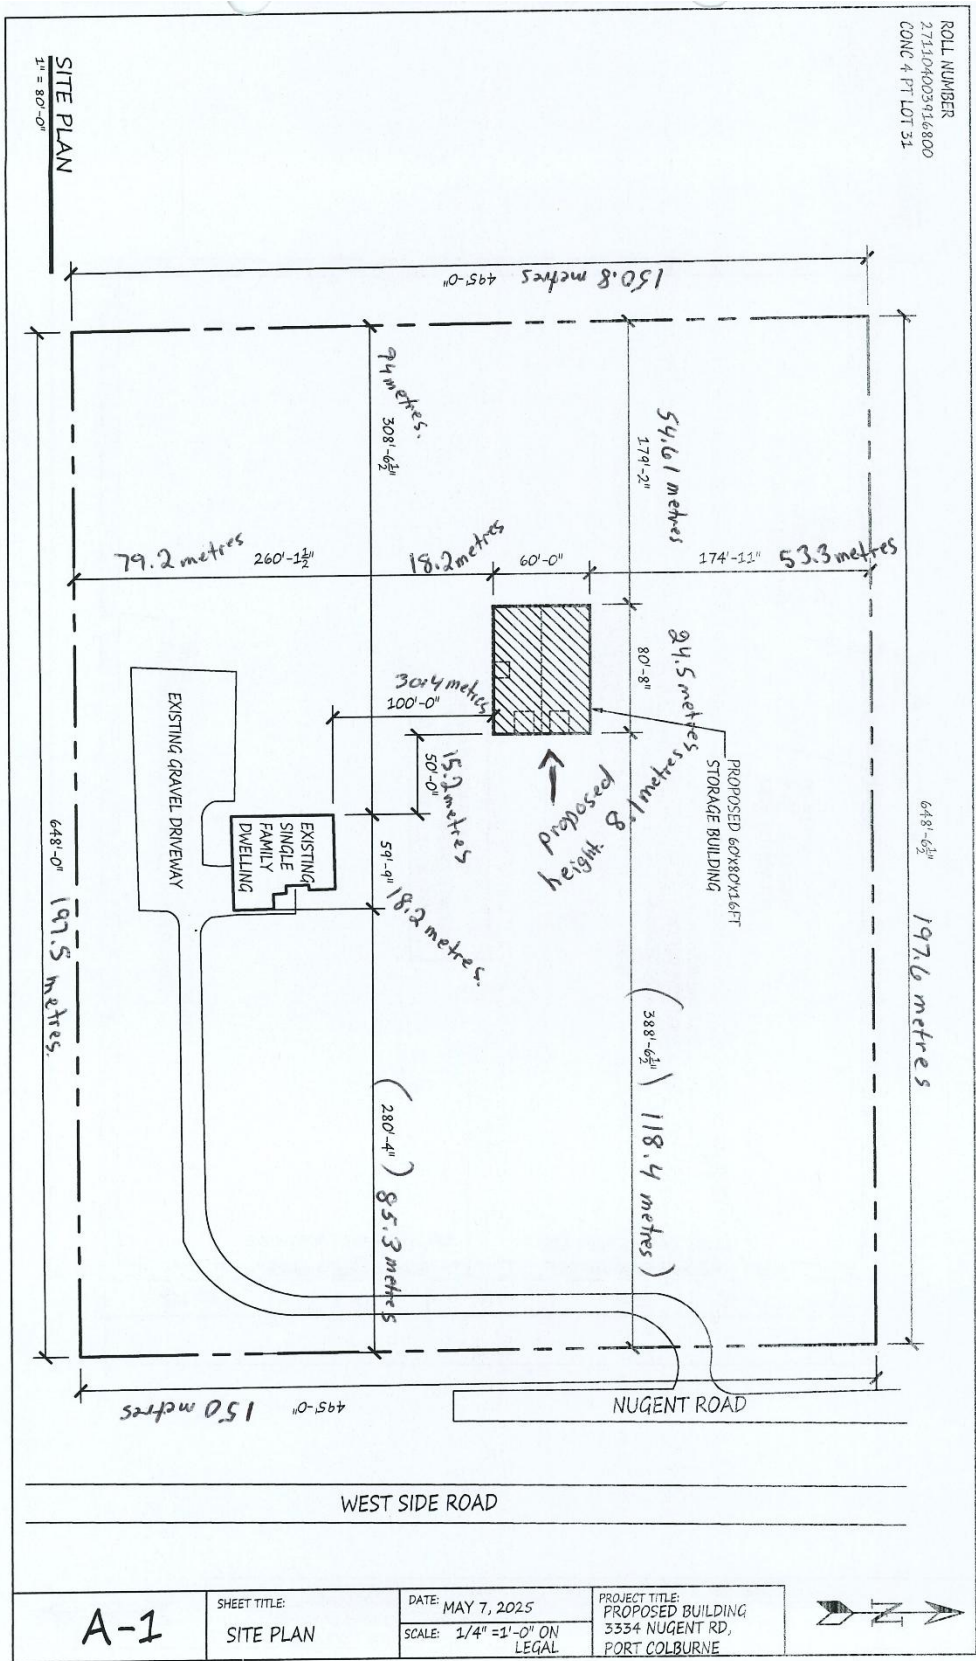 ROLL NUMBER
271104003916800
CONC 4 PT LOT 31
SITE PLAN
1" = 80'-0"
150.8 metres 495'-0"
94 metres.
308'-6½"
54.61 metres
179'-2"
79.2 metres 260'-1½" 18.2 metres 60'-0" 174'-11" 53.3 metres
24.5 metres
80'-8"
30.4 metres
100'-0"
15.2 metres
50'-0"
proposed
height. 8.1 metres
PROPOSED 60'x80'x16FT
STORAGE BUILDING
648'-6½" 197.6 metres
EXISTING GRAVEL DRIVEWAY
EXISTING
SINGLE
FAMILY
DWELLING
59'-9"
18.2 metres.
648'-0" 197.5 metres.
(388'-6½") 118.4 metres)
(280'-4") 85.3 metres
495'-0" 150 metres
NUGENT ROAD
WEST SIDE ROAD
A-1
SHEET TITLE:
SITE PLAN
DATE: MAY 7, 2025
SCALE: 1/4" =1'-0" ON
LEGAL
PROJECT TITLE:
PROPOSED BUILDING
3334 NUGENT RD,
PORT COLBURNE
N